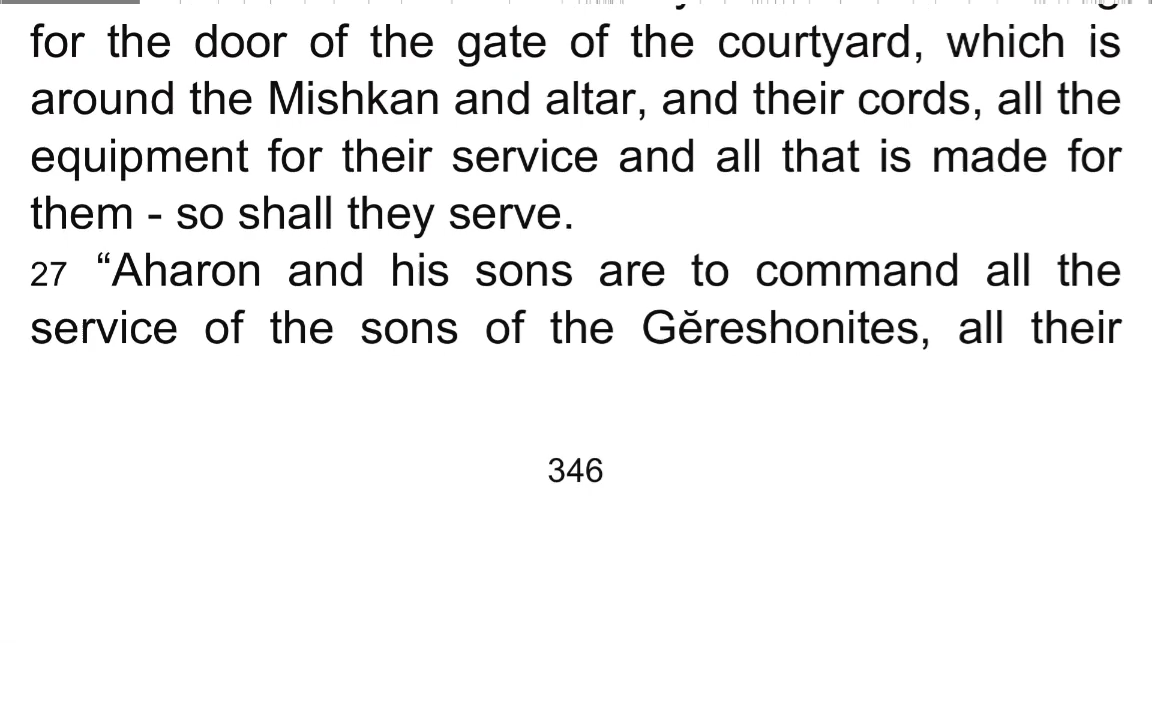 for the door of the gate of the courtyard, which is
around the Mishkan and altar, and their cords, all the
equipment for their service and all that is made for
them - so shall they serve.
27 “Aharon and his sons are to command all the
service of the sons of the Gĕreshonites, all their
346